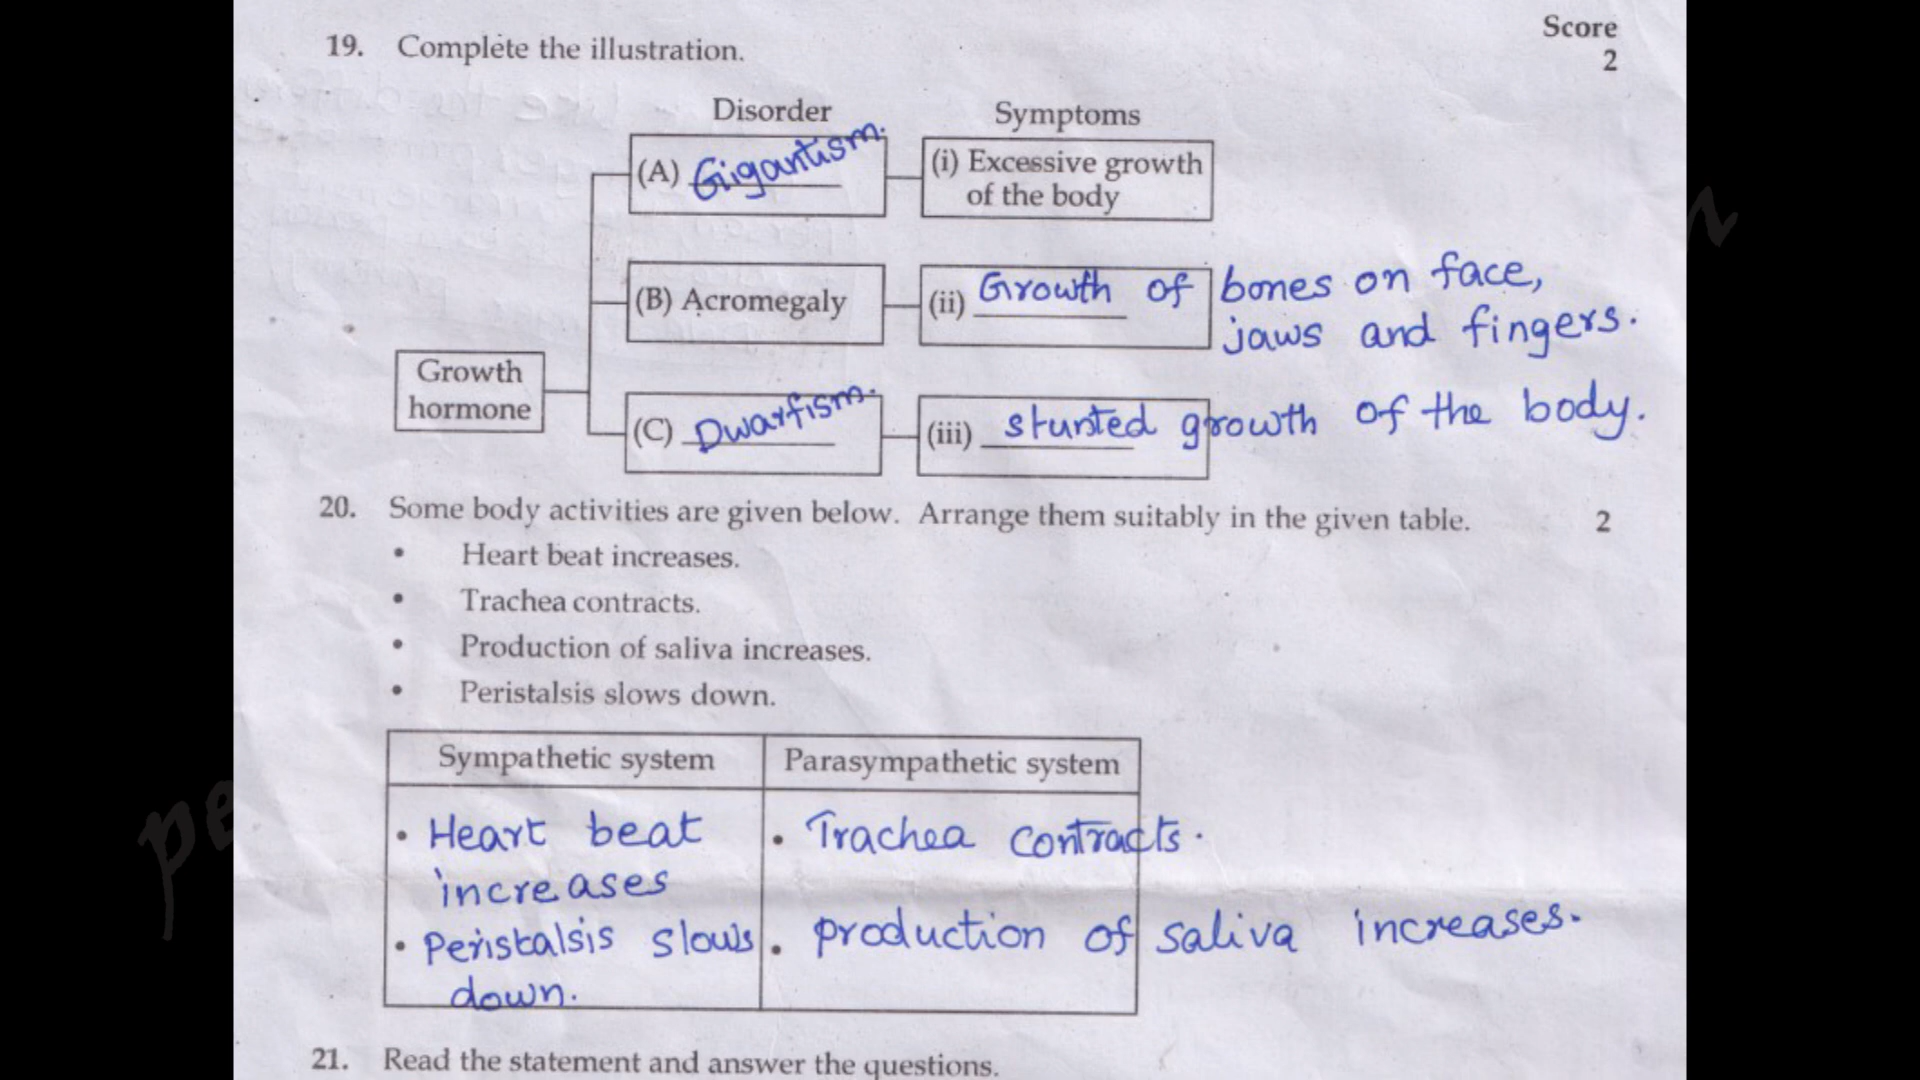 Score
19. Complete the illustration. 2
Disorder Symptoms
(A) Gigantism. (i) Excessive growth
of the body
(B) Acromegaly (ii) Growth of bones on face,
jaws and fingers.
Growth
hormone
(C) Dwarfism. (iii) stunted growth of the body.
20. Some body activities are given below. Arrange them suitably in the given table. 2
• Heart beat increases.
• Trachea contracts.
• Production of saliva increases.
• Peristalsis slows down.
Sympathetic system Parasympathetic system
• Heart beat • Trachea contracts.
increases
• Peristalsis slows • production of saliva increases.
down.
21. Read the statement and answer the questions.